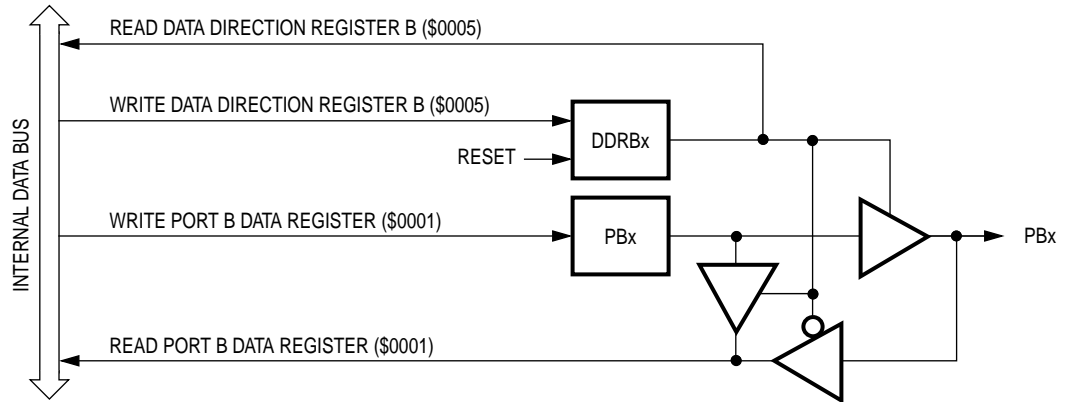 READ DATA DIRECTION REGISTER B ($0005)
WRITE DATA DIRECTION REGISTER B ($0005)
DDRBx
RESET
INTERNAL DATA BUS
WRITE PORT B DATA REGISTER ($0001)
PBx
PBx
READ PORT B DATA REGISTER ($0001)